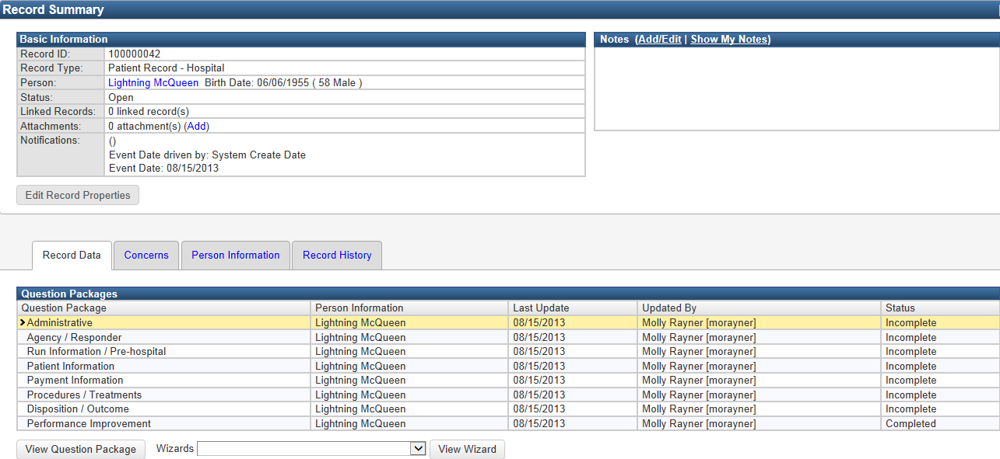 Record Summary
Basic Information
Record ID: 100000042
Record Type: Patient Record - Hospital
Person: Lightning McQueen Birth Date: 06/06/1955 ( 58 Male )
Status: Open
Linked Records: 0 linked record(s)
Attachments: 0 attachment(s) (Add)
Notifications: ()
Event Date driven by: System Create Date
Event Date: 08/15/2013
Notes (Add/Edit | Show My Notes)
Edit Record Properties
Record Data Concerns Person Information Record History
Question Packages
Question Package Person Information Last Update Updated By Status
Administrative Lightning McQueen 08/15/2013 Molly Rayner [morayner] Incomplete
Agency / Responder Lightning McQueen 08/15/2013 Molly Rayner [morayner] Incomplete
Run Information / Pre-hospital Lightning McQueen 08/15/2013 Molly Rayner [morayner] Incomplete
Patient Information Lightning McQueen 08/15/2013 Molly Rayner [morayner] Incomplete
Payment Information Lightning McQueen 08/15/2013 Molly Rayner [morayner] Incomplete
Procedures / Treatments Lightning McQueen 08/15/2013 Molly Rayner [morayner] Incomplete
Disposition / Outcome Lightning McQueen 08/15/2013 Molly Rayner [morayner] Incomplete
Performance Improvement Lightning McQueen 08/15/2013 Molly Rayner [morayner] Completed
View Question Package Wizards View Wizard